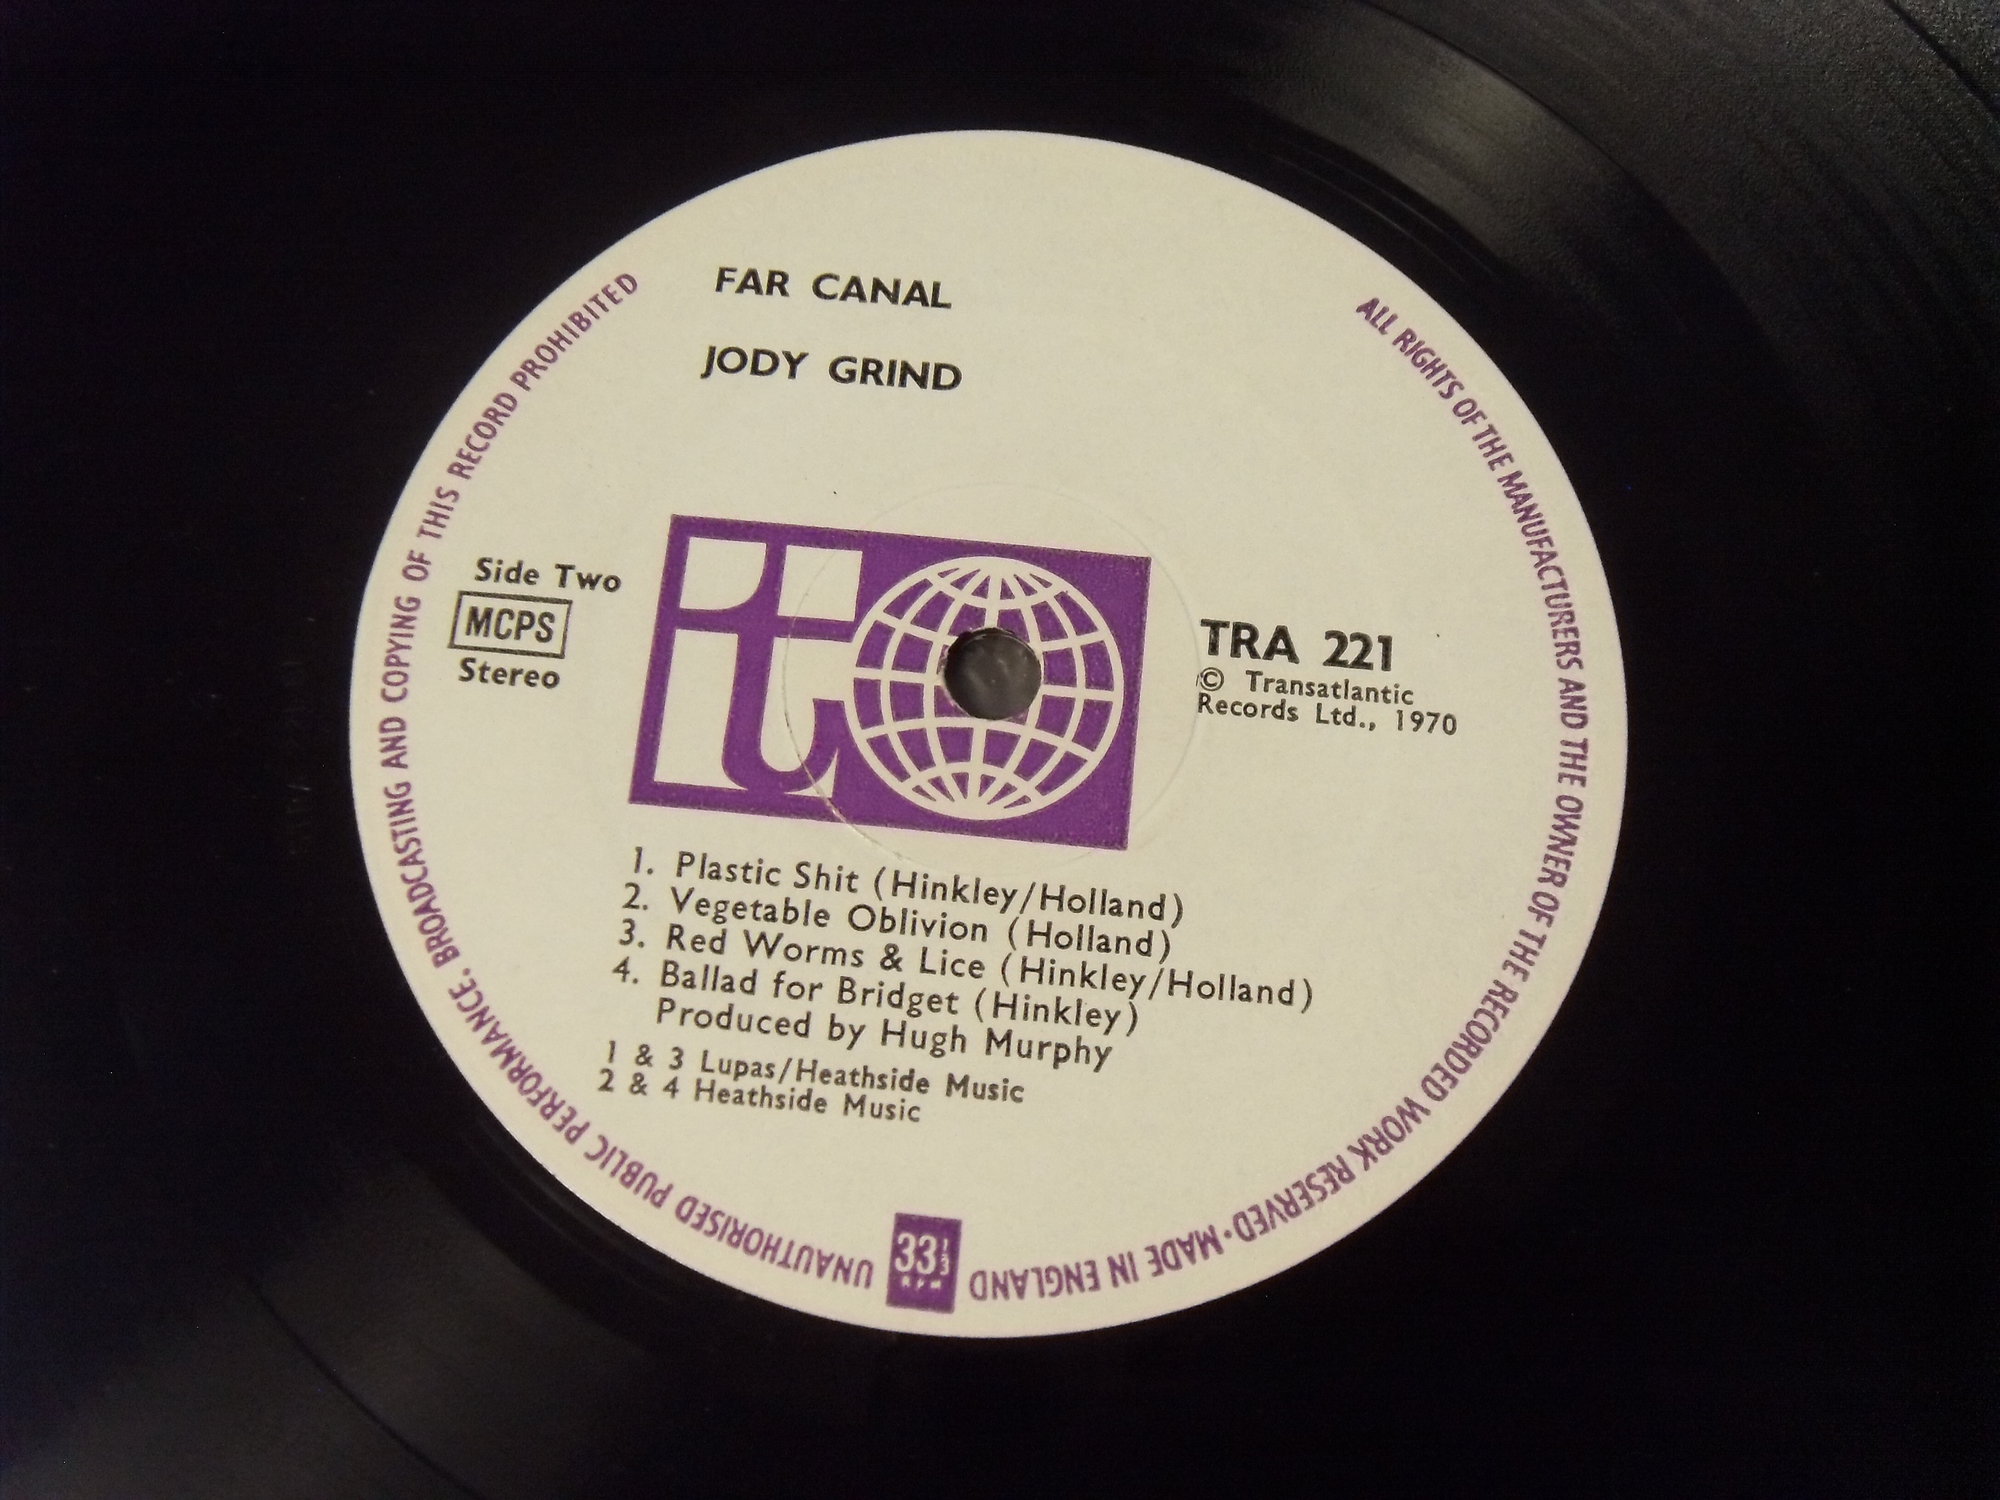 FAR CANAL
JODY GRIND
Side Two
MCPS
Stereo
it
TRA 221
© Transatlantic
Records Ltd., 1970
1. Plastic Shit (Hinkley/Holland)
2. Vegetable Oblivion (Holland)
3. Red Worms & Lice (Hinkley/Holland)
4. Ballad for Bridget (Hinkley)
Produced by Hugh Murphy
1 & 3 Lupas/Heathside Music
2 & 4 Heathside Music
33 1/3
RPM
UNAUTHORISED PUBLIC PERFORMANCE, BROADCASTING AND COPYING OF THIS RECORD PROHIBITED
ALL RIGHTS OF THE MANUFACTURERS AND THE OWNER OF THE RECORDED WORK RESERVED · MADE IN ENGLAND